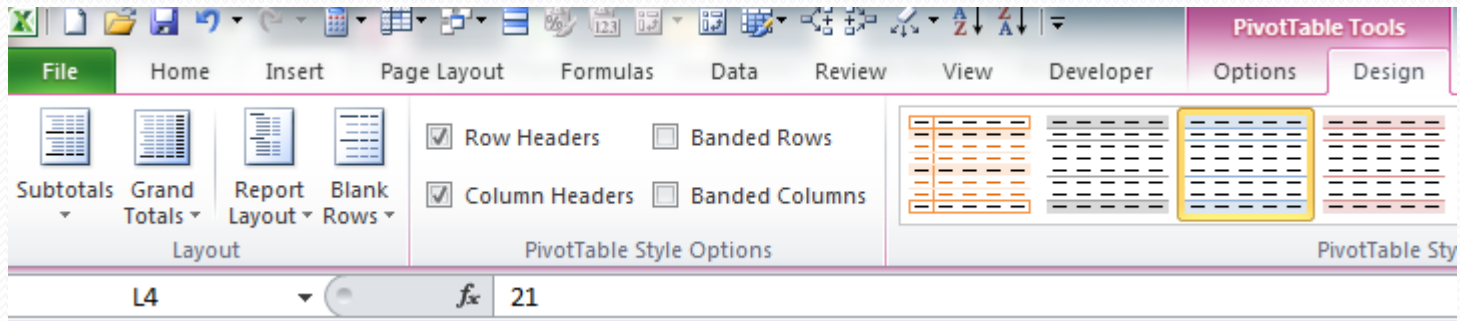 PivotTable Tools
File Home Insert Page Layout Formulas Data Review View Developer Options Design
Row Headers Banded Rows
Column Headers Banded Columns
Subtotals Grand Totals Report Layout Blank Rows
Layout PivotTable Style Options PivotTable Sty
L4 fx 21